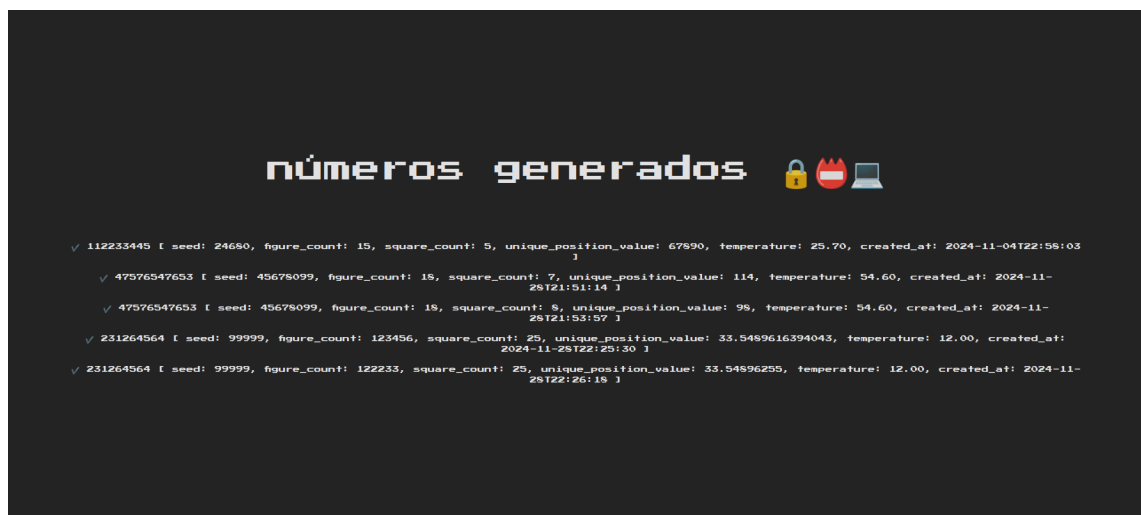 números generados 🔒📛💻
✓ 112233445 [ seed: 24680, figure_count: 15, square_count: 5, unique_position_value: 67890, temperature: 25.70, created_at: 2024-11-04T22:58:03
]
✓ 47576547653 [ seed: 45678099, figure_count: 18, square_count: 7, unique_position_value: 114, temperature: 54.60, created_at: 2024-11-
28T21:51:14 ]
✓ 47576547653 [ seed: 45678099, figure_count: 18, square_count: 8, unique_position_value: 98, temperature: 54.60, created_at: 2024-11-
28T21:53:57 ]
✓ 231264564 [ seed: 99999, figure_count: 123456, square_count: 25, unique_position_value: 33.5489616394043, temperature: 12.00, created_at:
2024-11-28T22:25:30 ]
✓ 231264564 [ seed: 99999, figure_count: 122233, square_count: 25, unique_position_value: 33.54896255, temperature: 12.00, created_at: 2024-11-
28T22:26:18 ]